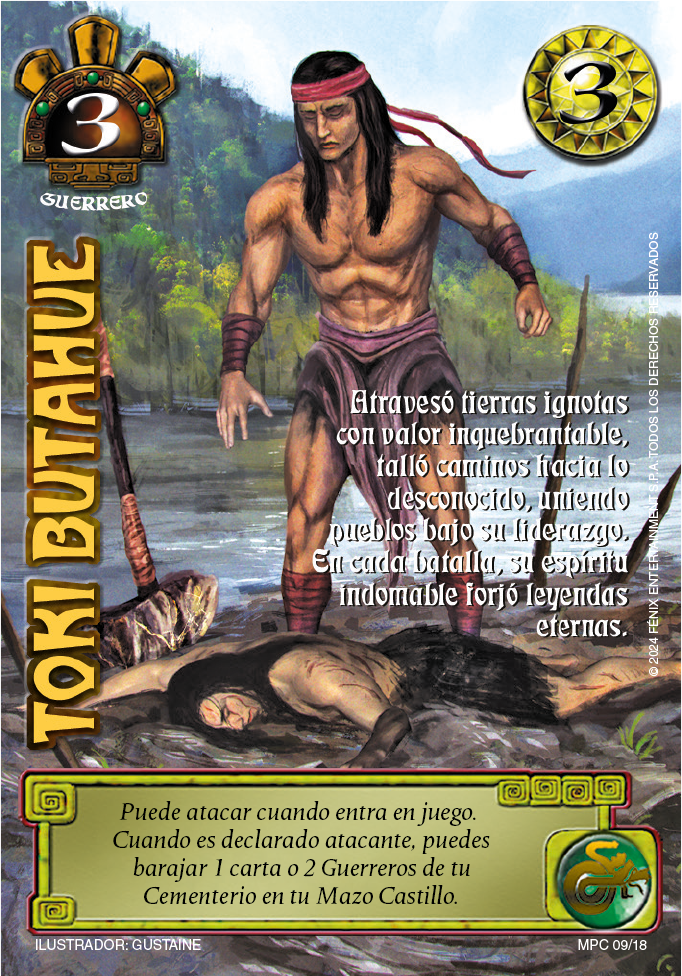 3
3
GUERRERO
TOKI BUTAHUE
Atravesó tierras ignotas
con valor inquebrantable,
talló caminos hacia lo
desconocido, uniendo
pueblos bajo su liderazgo.
En cada batalla, su espíritu
indomable forjó leyendas
eternas.
© 2024 FÉNIX ENTERTAINMENT S.P.A. TODOS LOS DERECHOS RESERVADOS
Puede atacar cuando entra en juego.
Cuando es declarado atacante, puedes
barajar 1 carta o 2 Guerreros de tu
Cementerio en tu Mazo Castillo.
ILUSTRADOR: GUSTAINE
MPC 09/18